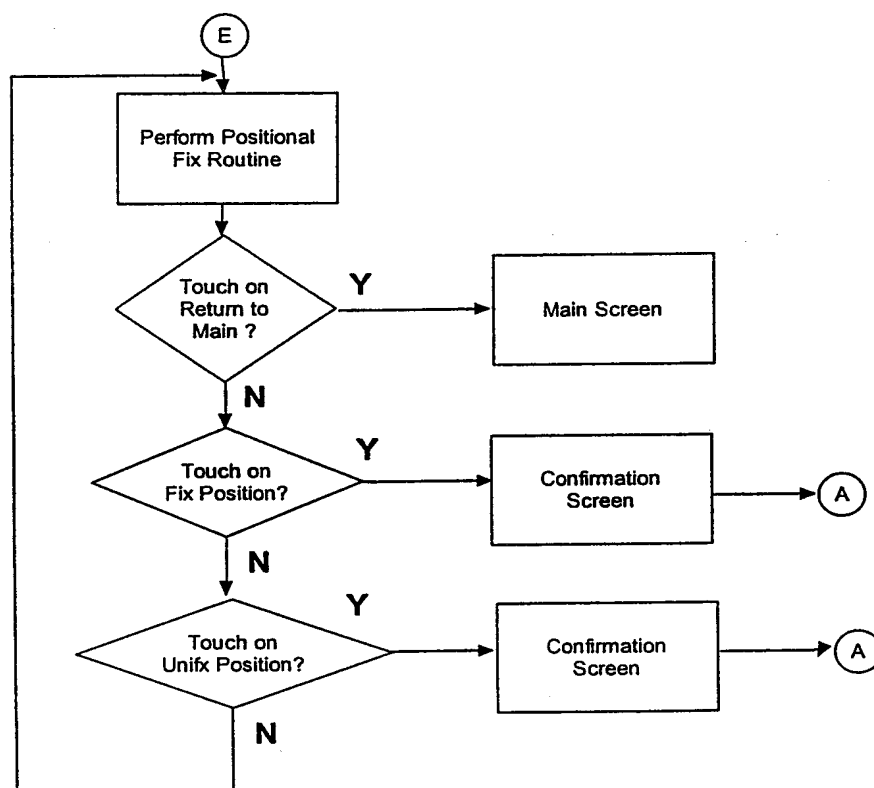 E
Perform Positional
Fix Routine
Touch on
Return to
Main ?
Y
Main Screen
N
Touch on
Fix Position?
Y
Confirmation
Screen
A
N
Touch on
Unifx Position?
Y
Confirmation
Screen
A
N